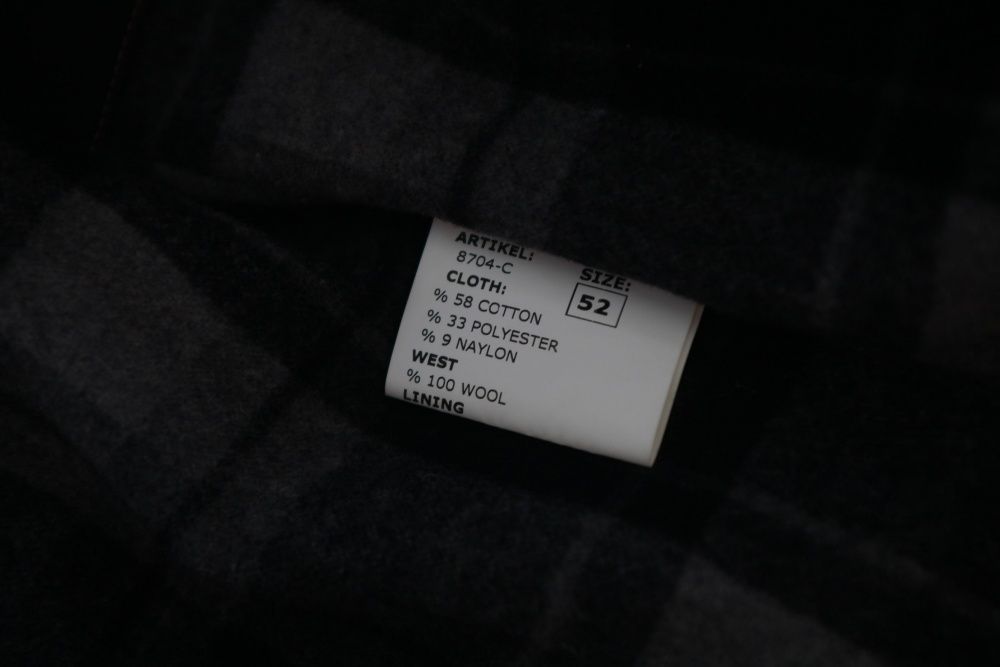 ARTIKEL:
8704-C
SIZE:
52
CLOTH:
% 58 COTTON
% 33 POLYESTER
% 9 NAYLON
WEST
% 100 WOOL
LINING